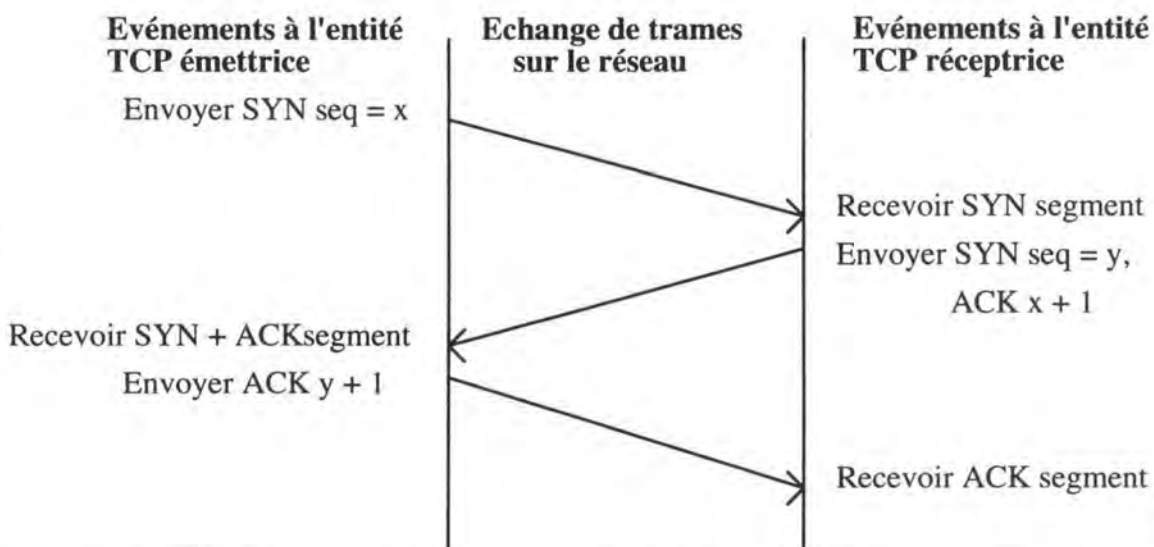 Evénements à l'entité
TCP émettrice
Echange de trames
sur le réseau
Evénements à l'entité
TCP réceptrice
Envoyer SYN seq = x
Recevoir SYN segment
Envoyer SYN seq = y,
ACK x + 1
Recevoir SYN + ACKsegment
Envoyer ACK y + 1
Recevoir ACK segment